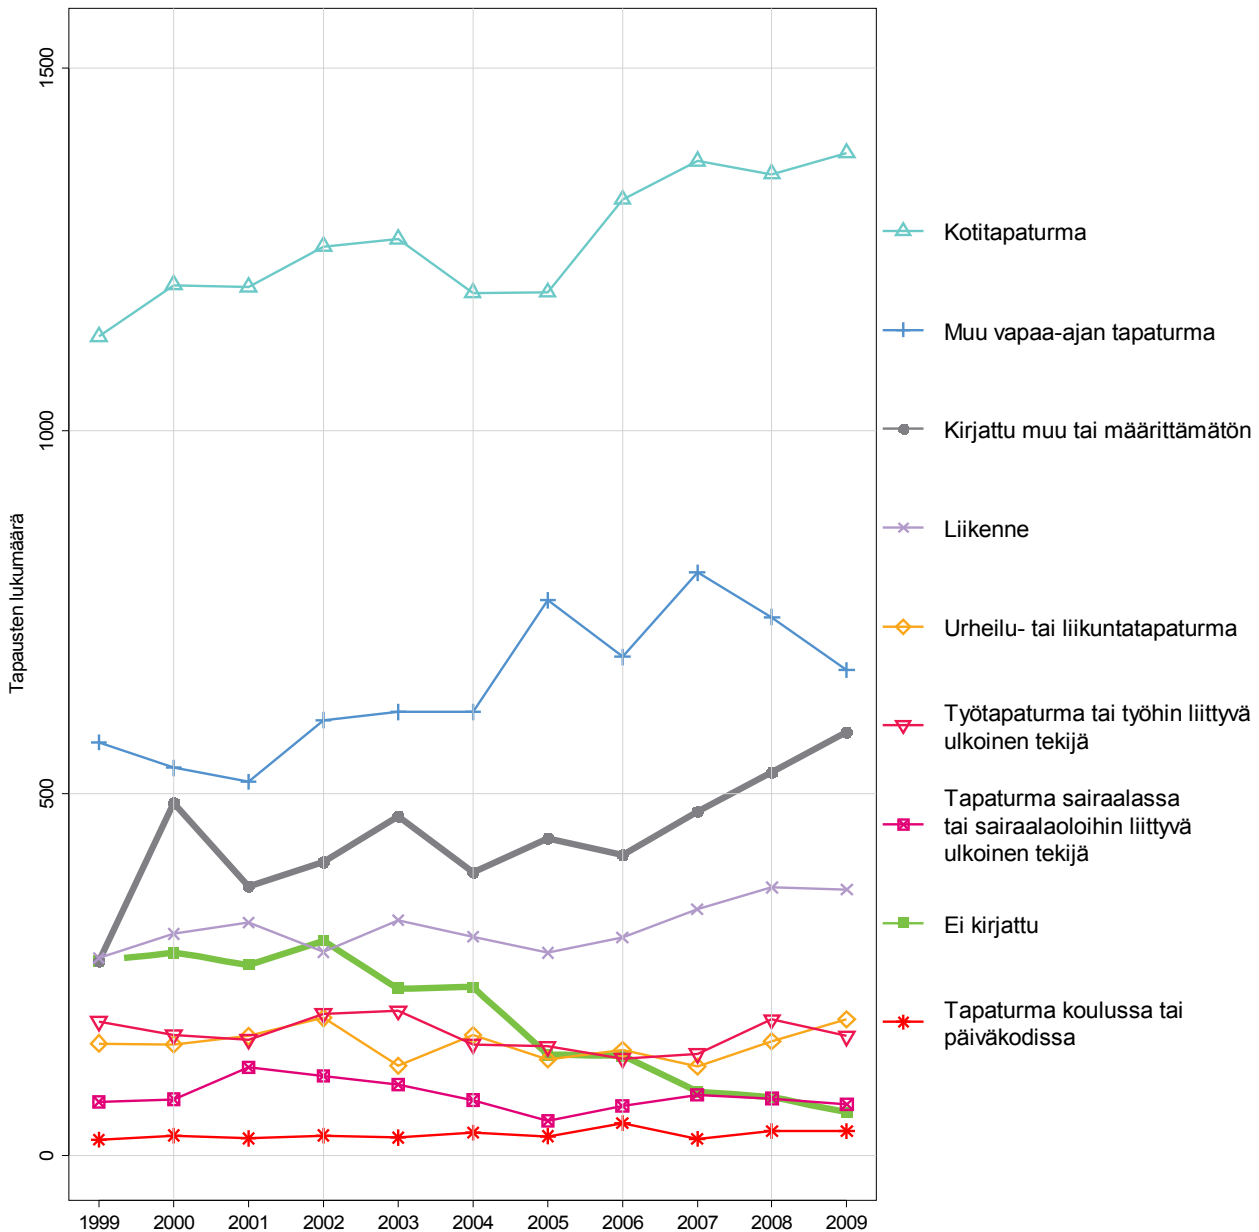 1500
1000
500
0
Tapausten lukumäärä
1999 2000 2001 2002 2003 2004 2005 2006 2007 2008 2009
Kotitapaturma
Muu vapaa-ajan tapaturma
Kirjattu muu tai määrittämätön
Liikenne
Urheilu- tai liikuntatapaturma
Työtapaturma tai työhin liittyvä
ulkoinen tekijä
Tapaturma sairaalassa
tai sairaalaoloihin liittyvä
ulkoinen tekijä
Ei kirjattu
Tapaturma koulussa tai
päiväkodissa